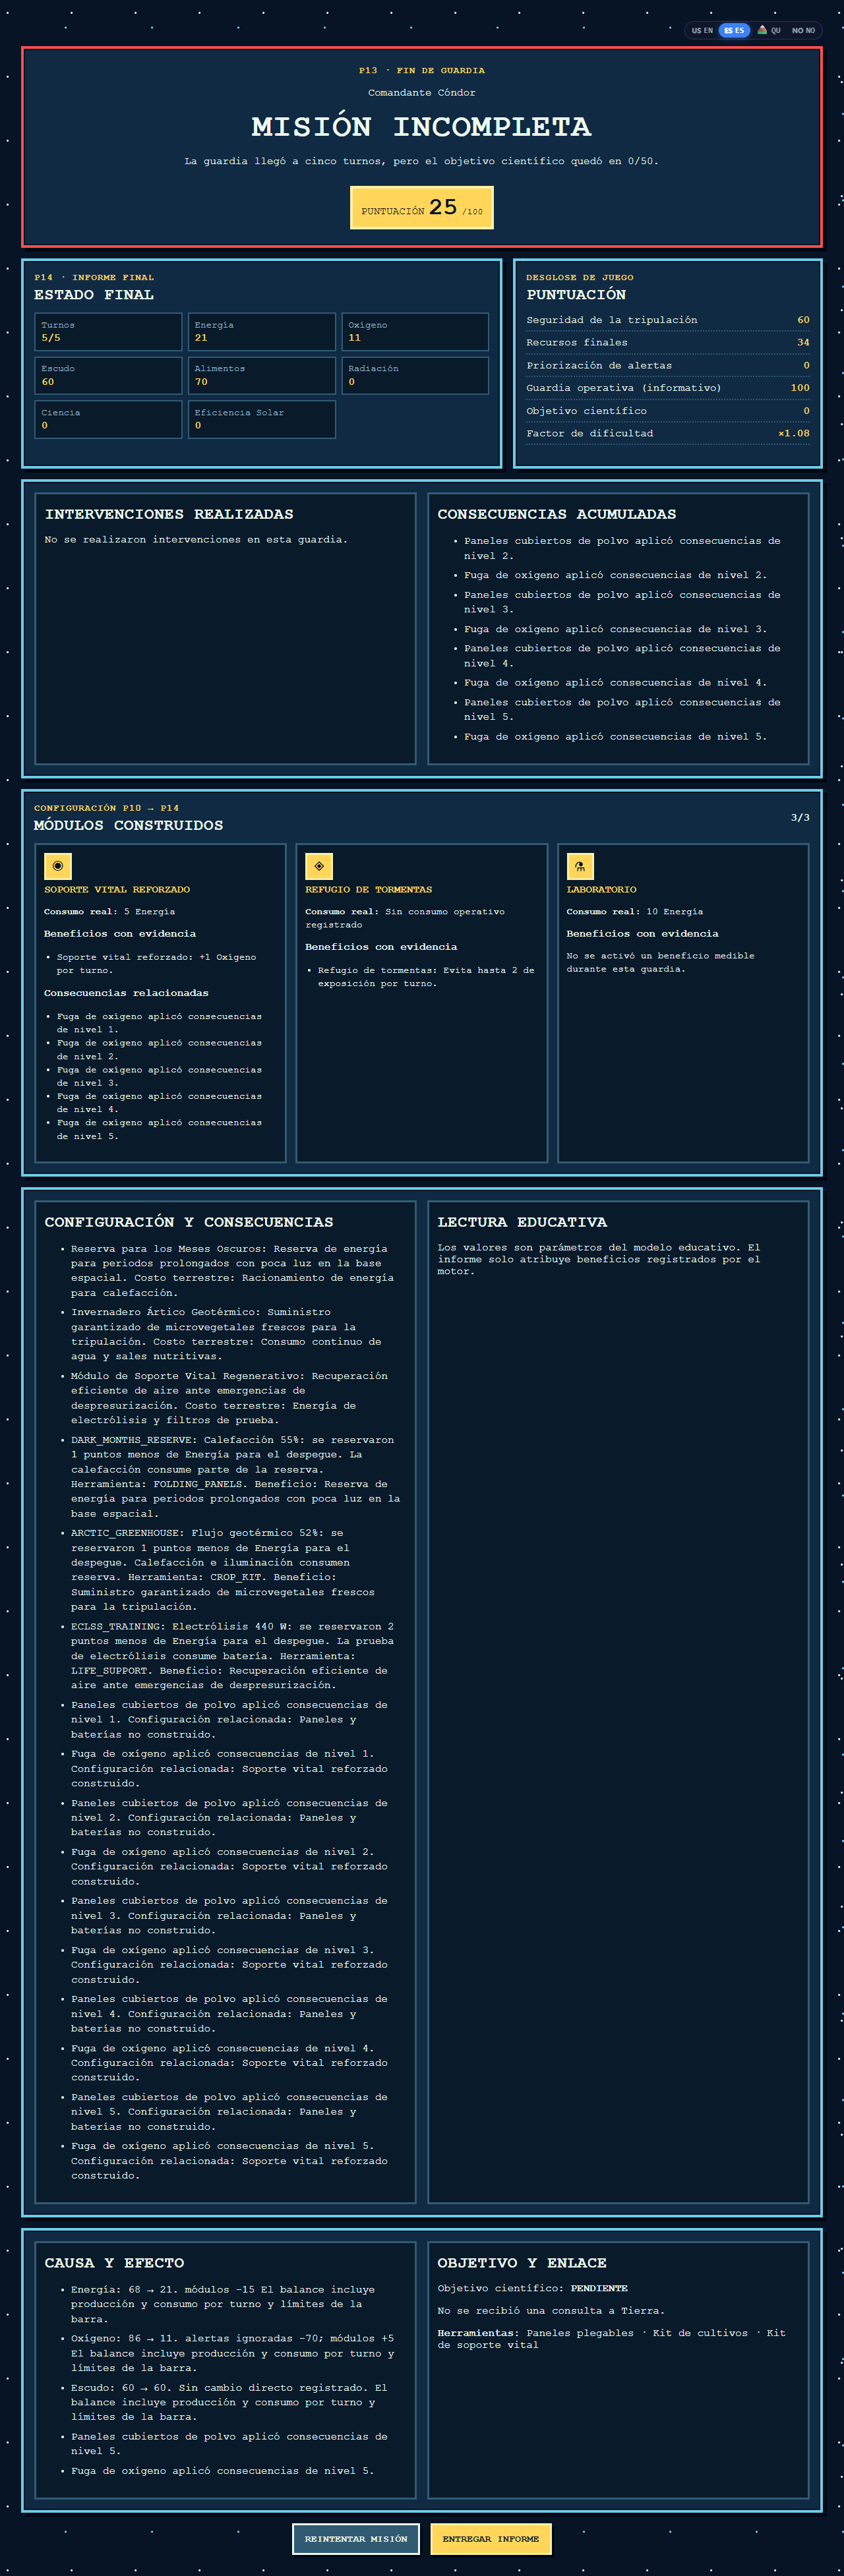 US EN ES ES QU NO NO
P13 · FIN DE GUARDIA
Comandante Cóndor
MISIÓN INCOMPLETA
La guardia llegó a cinco turnos, pero el objetivo científico quedó en 0/50.
PUNTUACIÓN 25 /100
P14 · INFORME FINAL
ESTADO FINAL
Turnos
5/5
Energía
21
Oxígeno
11
Escudo
60
Alimentos
70
Radiación
0
Ciencia
0
Eficiencia Solar
0
DESGLOSE DE JUEGO
PUNTUACIÓN
Seguridad de la tripulación 60
Recursos finales 34
Priorización de alertas 0
Guardia operativa (informativo) 100
Objetivo científico 0
Factor de dificultad ×1.08
INTERVENCIONES REALIZADAS
No se realizaron intervenciones en esta guardia.
CONSECUENCIAS ACUMULADAS
• Paneles cubiertos de polvo aplicó consecuencias de
nivel 2.
• Fuga de oxígeno aplicó consecuencias de nivel 2.
• Paneles cubiertos de polvo aplicó consecuencias de
nivel 3.
• Fuga de oxígeno aplicó consecuencias de nivel 3.
• Paneles cubiertos de polvo aplicó consecuencias de
nivel 4.
• Fuga de oxígeno aplicó consecuencias de nivel 4.
• Paneles cubiertos de polvo aplicó consecuencias de
nivel 5.
• Fuga de oxígeno aplicó consecuencias de nivel 5.
CONFIGURACIÓN P10 → P14
MÓDULOS CONSTRUIDOS
3/3
SOPORTE VITAL REFORZADO
Consumo real: 5 Energía
Beneficios con evidencia
• Soporte vital reforzado: +1 Oxígeno
por turno.
Consecuencias relacionadas
• Fuga de oxígeno aplicó consecuencias
de nivel 1.
• Fuga de oxígeno aplicó consecuencias
de nivel 2.
• Fuga de oxígeno aplicó consecuencias
de nivel 3.
• Fuga de oxígeno aplicó consecuencias
de nivel 4.
• Fuga de oxígeno aplicó consecuencias
de nivel 5.
REFUGIO DE TORMENTAS
Consumo real: Sin consumo operativo
registrado
Beneficios con evidencia
• Refugio de tormentas: Evita hasta 2 de
exposición por turno.
LABORATORIO
Consumo real: 10 Energía
Beneficios con evidencia
No se activó un beneficio medible
durante esta guardia.
CONFIGURACIÓN Y CONSECUENCIAS
• Reserva para los Meses Oscuros: Reserva de energía
para periodos prolongados con poca luz en la base
espacial. Costo terrestre: Racionamiento de energía
para calefacción.
• Invernadero Ártico Geotérmico: Suministro
garantizado de microvegetales frescos para la
tripulación. Costo terrestre: Consumo continuo de
agua y sales nutritivas.
• Módulo de Soporte Vital Regenerativo: Recuperación
eficiente de aire ante emergencias de
despresurización. Costo terrestre: Energía de
electrólisis y filtros de prueba.
• DARK_MONTHS_RESERVE: Calefacción 55%: se reservaron
1 puntos menos de Energía para el despegue. La
calefacción consume parte de la reserva.
Herramienta: FOLDING_PANELS. Beneficio: Reserva de
energía para periodos prolongados con poca luz en la
base espacial.
• ARCTIC_GREENHOUSE: Flujo geotérmico 52%: se
reservaron 1 puntos menos de Energía para el
despegue. Calefacción e iluminación consumen
reserva. Herramienta: CROP_KIT. Beneficio:
Suministro garantizado de microvegetales frescos
para la tripulación.
• ECLSS_TRAINING: Electrólisis 440 W: se reservaron 2
puntos menos de Energía para el despegue. La prueba
de electrólisis consume batería. Herramienta:
LIFE_SUPPORT. Beneficio: Recuperación eficiente de
aire ante emergencias de despresurización.
• Paneles cubiertos de polvo aplicó consecuencias de
nivel 1. Configuración relacionada: Paneles y
baterías no construido.
• Fuga de oxígeno aplicó consecuencias de nivel 1.
Configuración relacionada: Soporte vital reforzado
construido.
• Paneles cubiertos de polvo aplicó consecuencias de
nivel 2. Configuración relacionada: Paneles y
baterías no construido.
• Fuga de oxígeno aplicó consecuencias de nivel 2.
Configuración relacionada: Soporte vital reforzado
construido.
• Paneles cubiertos de polvo aplicó consecuencias de
nivel 3. Configuración relacionada: Paneles y
baterías no construido.
• Fuga de oxígeno aplicó consecuencias de nivel 3.
Configuración relacionada: Soporte vital reforzado
construido.
• Paneles cubiertos de polvo aplicó consecuencias de
nivel 4. Configuración relacionada: Paneles y
baterías no construido.
• Fuga de oxígeno aplicó consecuencias de nivel 4.
Configuración relacionada: Soporte vital reforzado
construido.
• Paneles cubiertos de polvo aplicó consecuencias de
nivel 5. Configuración relacionada: Paneles y
baterías no construido.
• Fuga de oxígeno aplicó consecuencias de nivel 5.
Configuración relacionada: Soporte vital reforzado
construido.
LECTURA EDUCATIVA
Los valores son parámetros del modelo educativo. El
informe solo atribuye beneficios registrados por el
motor.
CAUSA Y EFECTO
• Energía: 68 → 21. módulos -15 El balance incluye
producción y consumo por turno y límites de la
barra.
• Oxígeno: 86 → 11. alertas ignoradas -70; módulos +5
El balance incluye producción y consumo por turno y
límites de la barra.
• Escudo: 60 → 60. Sin cambio directo registrado. El
balance incluye producción y consumo por turno y
límites de la barra.
• Paneles cubiertos de polvo aplicó consecuencias de
nivel 5.
• Fuga de oxígeno aplicó consecuencias de nivel 5.
OBJETIVO Y ENLACE
Objetivo científico: PENDIENTE
No se recibió una consulta a Tierra.
Herramientas: Paneles plegables · Kit de cultivos · Kit
de soporte vital
REINTENTAR MISIÓN
ENTREGAR INFORME